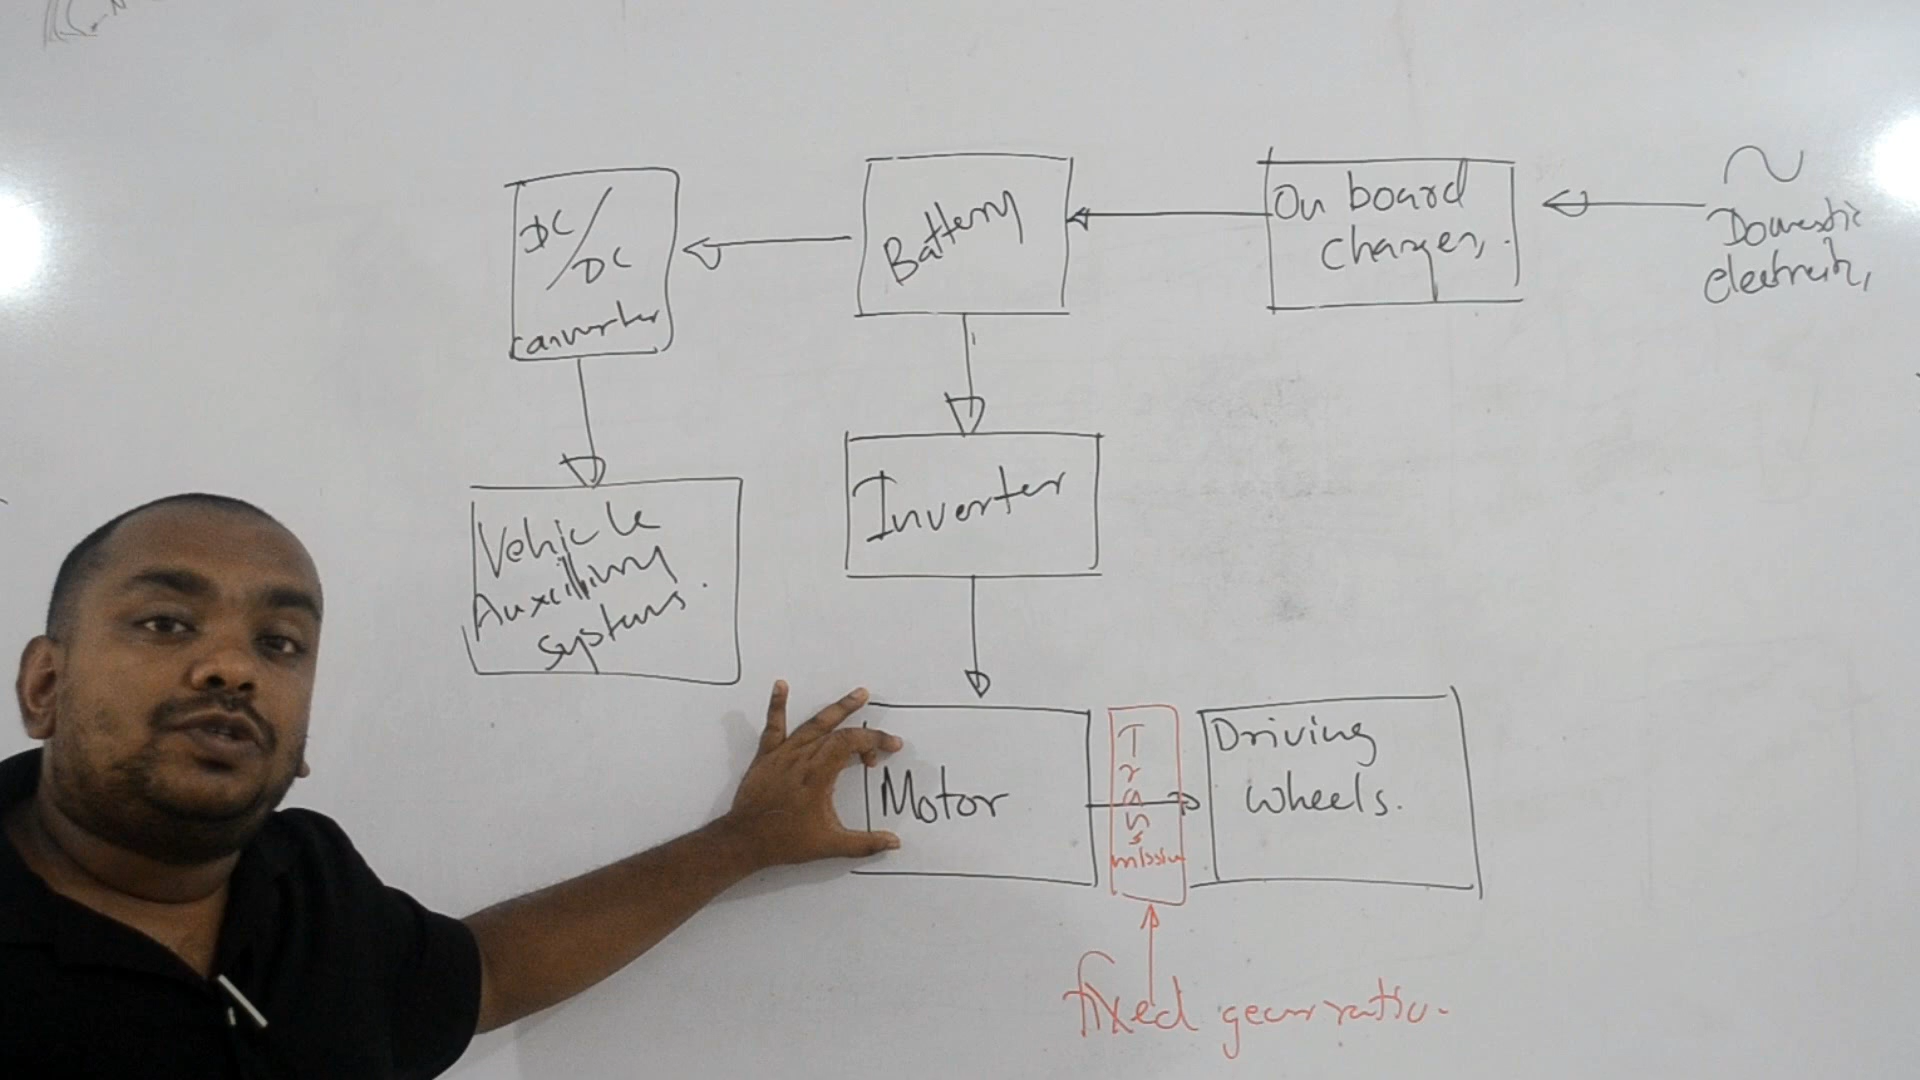 DC/DC
converter
Battery
On board
charger,.
Domestic
electricity,
Vehicle
Auxilliary
systems.
Inverter
Motor
Transmission
Driving
wheels.
fixed gear ratio.